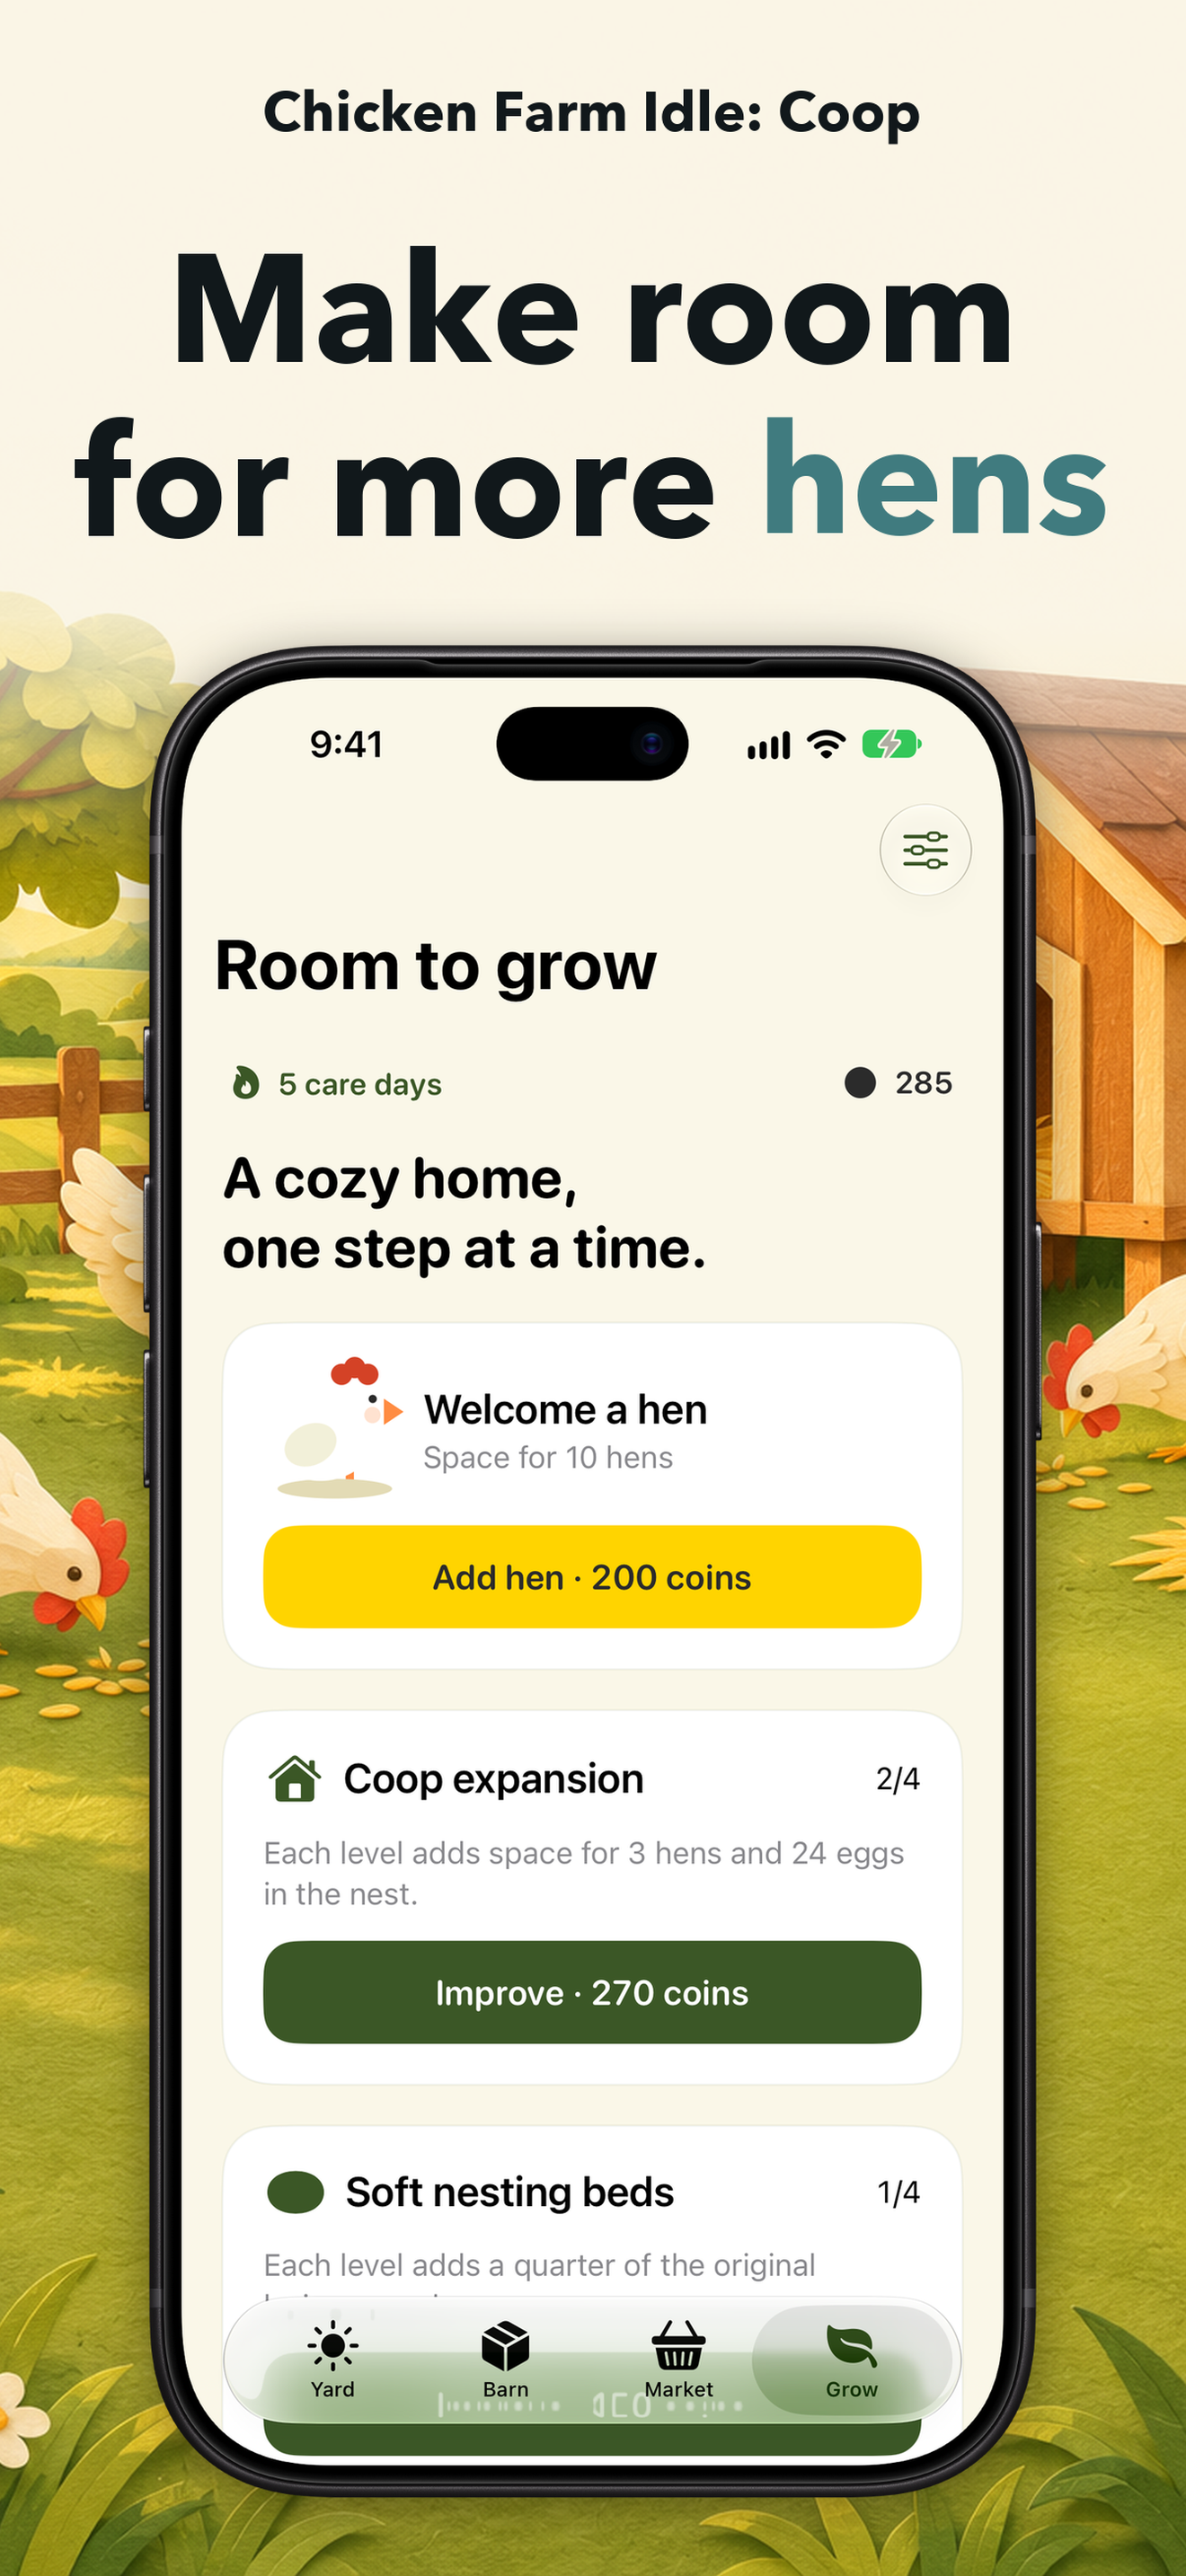 Chicken Farm Idle: Coop
Make room
for more hens
9:41
Room to grow
5 care days
285
A cozy home,
one step at a time.
Welcome a hen
Space for 10 hens
Add hen · 200 coins
Coop expansion
2/4
Each level adds space for 3 hens and 24 eggs
in the nest.
Improve · 270 coins
Soft nesting beds
1/4
Each level adds a quarter of the original
Yard
Barn
Market
Grow